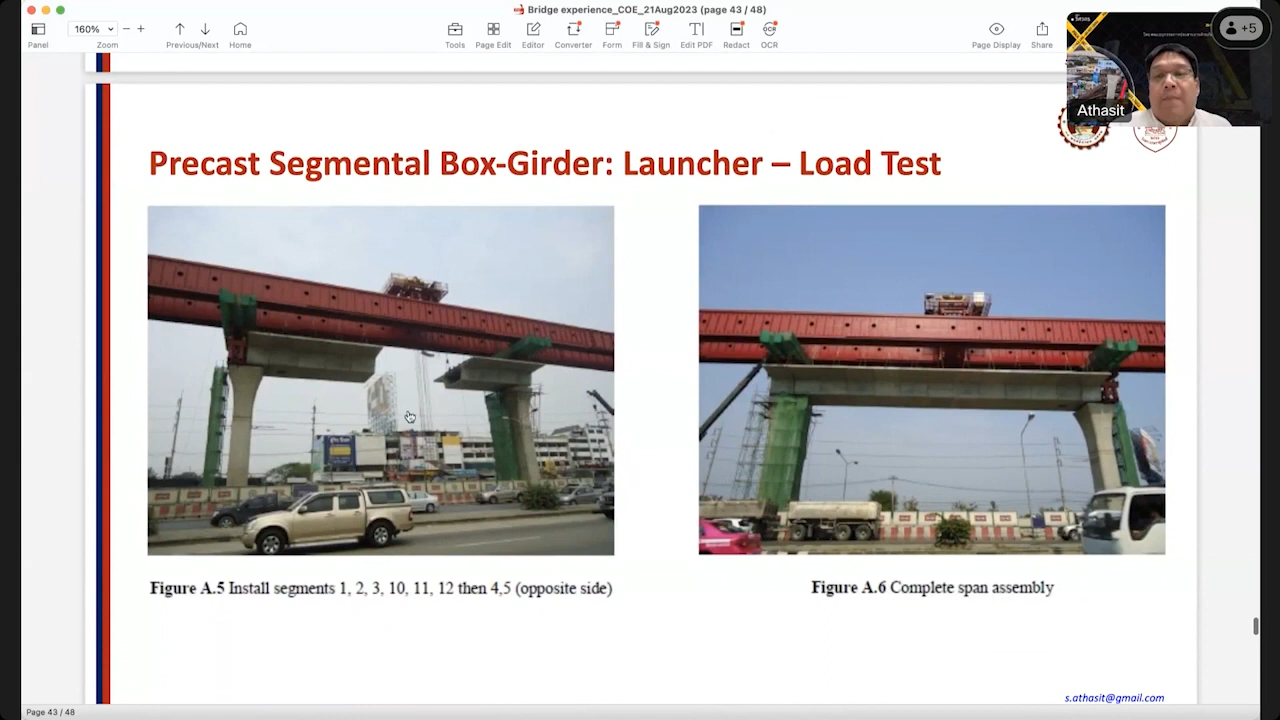 Bridge experience_COE_21Aug2023 (page 43 / 48)
+5
160%
Panel
Zoom
Previous/Next
Home
Tools
Page Edit
Editor
Converter
Form
Fill & Sign
Edit PDF
Redact
OCR
OCR
Page Display
Share
Athasit
Precast Segmental Box-Girder: Launcher – Load Test
Figure A.5 Install segments 1, 2, 3, 10, 11, 12 then 4,5 (opposite side)
Figure A.6 Complete span assembly
s.athasit@gmail.com
Page 43 / 48